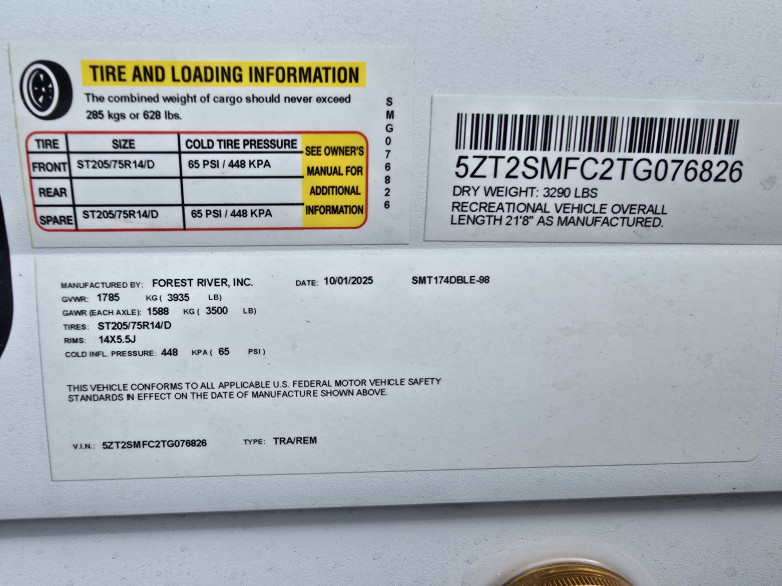 TIRE AND LOADING INFORMATION
The combined weight of cargo should never exceed
285 kgs or 628 lbs.
TIRE SIZE COLD TIRE PRESSURE
FRONT ST205/75R14/D 65 PSI / 448 KPA
REAR
SPARE ST205/75R14/D 65 PSI / 448 KPA
SEE OWNER'S
MANUAL FOR
ADDITIONAL
INFORMATION
SMG076826
5ZT2SMFC2TG076826
DRY WEIGHT: 3290 LBS
RECREATIONAL VEHICLE OVERALL
LENGTH 21'8" AS MANUFACTURED.
MANUFACTURED BY: FOREST RIVER, INC. DATE: 10/01/2025 SMT174DBLE-98
GVWR: 1785 KG ( 3935 LB)
GAWR (EACH AXLE): 1588 KG ( 3500 LB)
TIRES: ST205/75R14/D
RIMS: 14X5.5J
COLD INFL. PRESSURE: 448 KPA ( 65 PSI )
THIS VEHICLE CONFORMS TO ALL APPLICABLE U.S. FEDERAL MOTOR VEHICLE SAFETY
STANDARDS IN EFFECT ON THE DATE OF MANUFACTURE SHOWN ABOVE.
V.I.N.: 5ZT2SMFC2TG076826 TYPE: TRA/REM